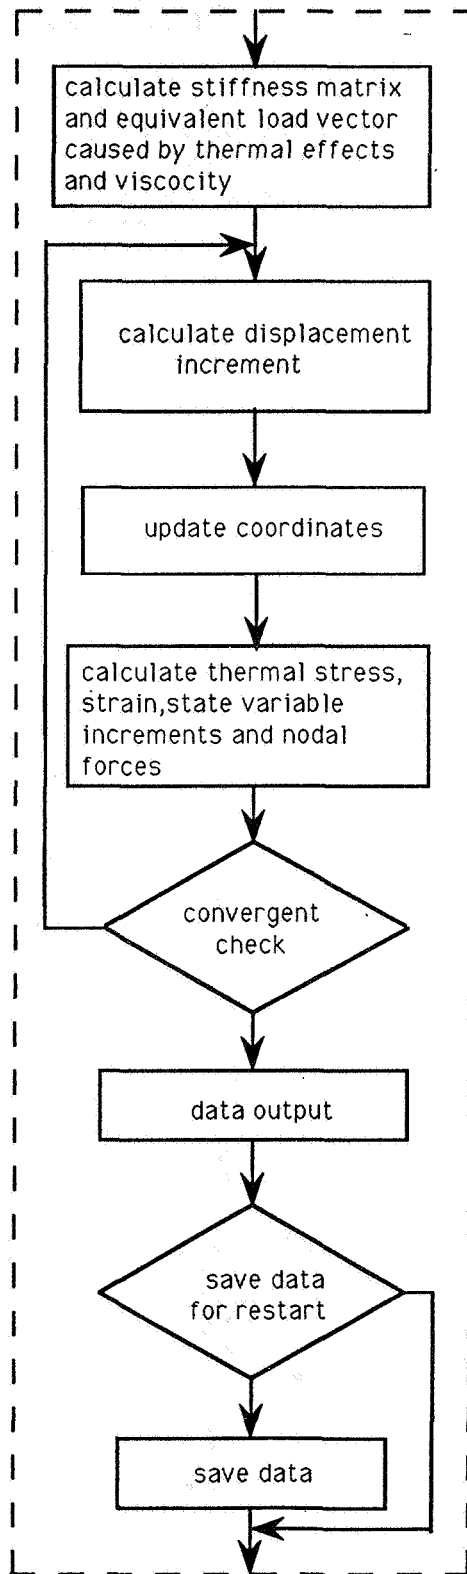 calculate stiffness matrix
and equivalent load vector
caused by thermal effects
and viscocity
calculate displacement
increment
update coordinates
calculate thermal stress,
strain,state variable
increments and nodal
forces
convergent
check
data output
save data
for restart
save data